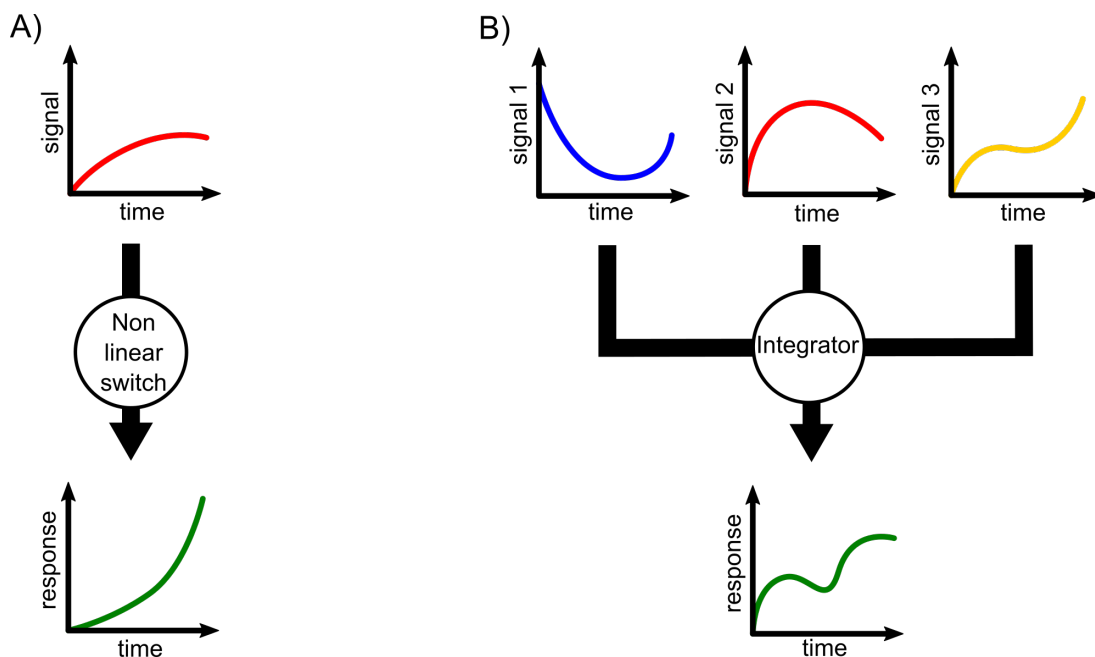 A)
signal
time
Non
linear
switch
response
time
B)
signal 1
time
signal 2
time
signal 3
time
Integrator
response
time